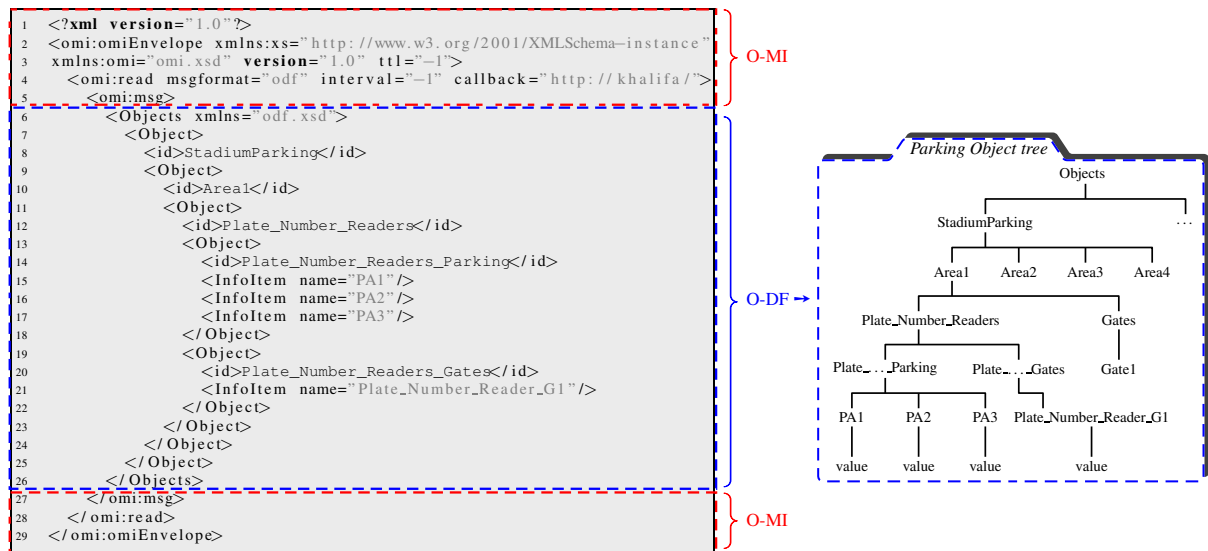 1 <?xml version="1.0"?>
2 <omi:omiEnvelope xmlns:xs="http://www.w3.org/2001/XMLSchema-instance"
3 xmlns:omi="omi.xsd" version="1.0" ttl="-1">
4 <omi:read msgformat="odf" interval="-1" callback="http://khalifa/">
5 <omi:msg>
O-MI
6 <Objects xmlns="odf.xsd">
7 <Object>
8 <id>StadiumParking</id>
9 <Object>
10 <id>Area1</id>
11 <Object>
12 <id>Plate_Number_Readers</id>
13 <Object>
14 <id>Plate_Number_Readers_Parking</id>
15 <InfoItem name="PA1"/>
16 <InfoItem name="PA2"/>
17 <InfoItem name="PA3"/>
18 </Object>
19 <Object>
20 <id>Plate_Number_Readers_Gates</id>
21 <InfoItem name="Plate_Number_Reader_G1"/>
22 </Object>
23 </Object>
24 </Object>
25 </Object>
26 </Objects>
O-DF
27 </omi:msg>
28 </omi:read>
29 </omi:omiEnvelope>
O-MI
Parking Object tree
Objects
StadiumParking ...
Area1 Area2 Area3 Area4
Plate_Number_Readers Gates
Plate_..._Parking Plate_..._Gates Gate1
PA1 PA2 PA3 Plate_Number_Reader_G1
value value value value